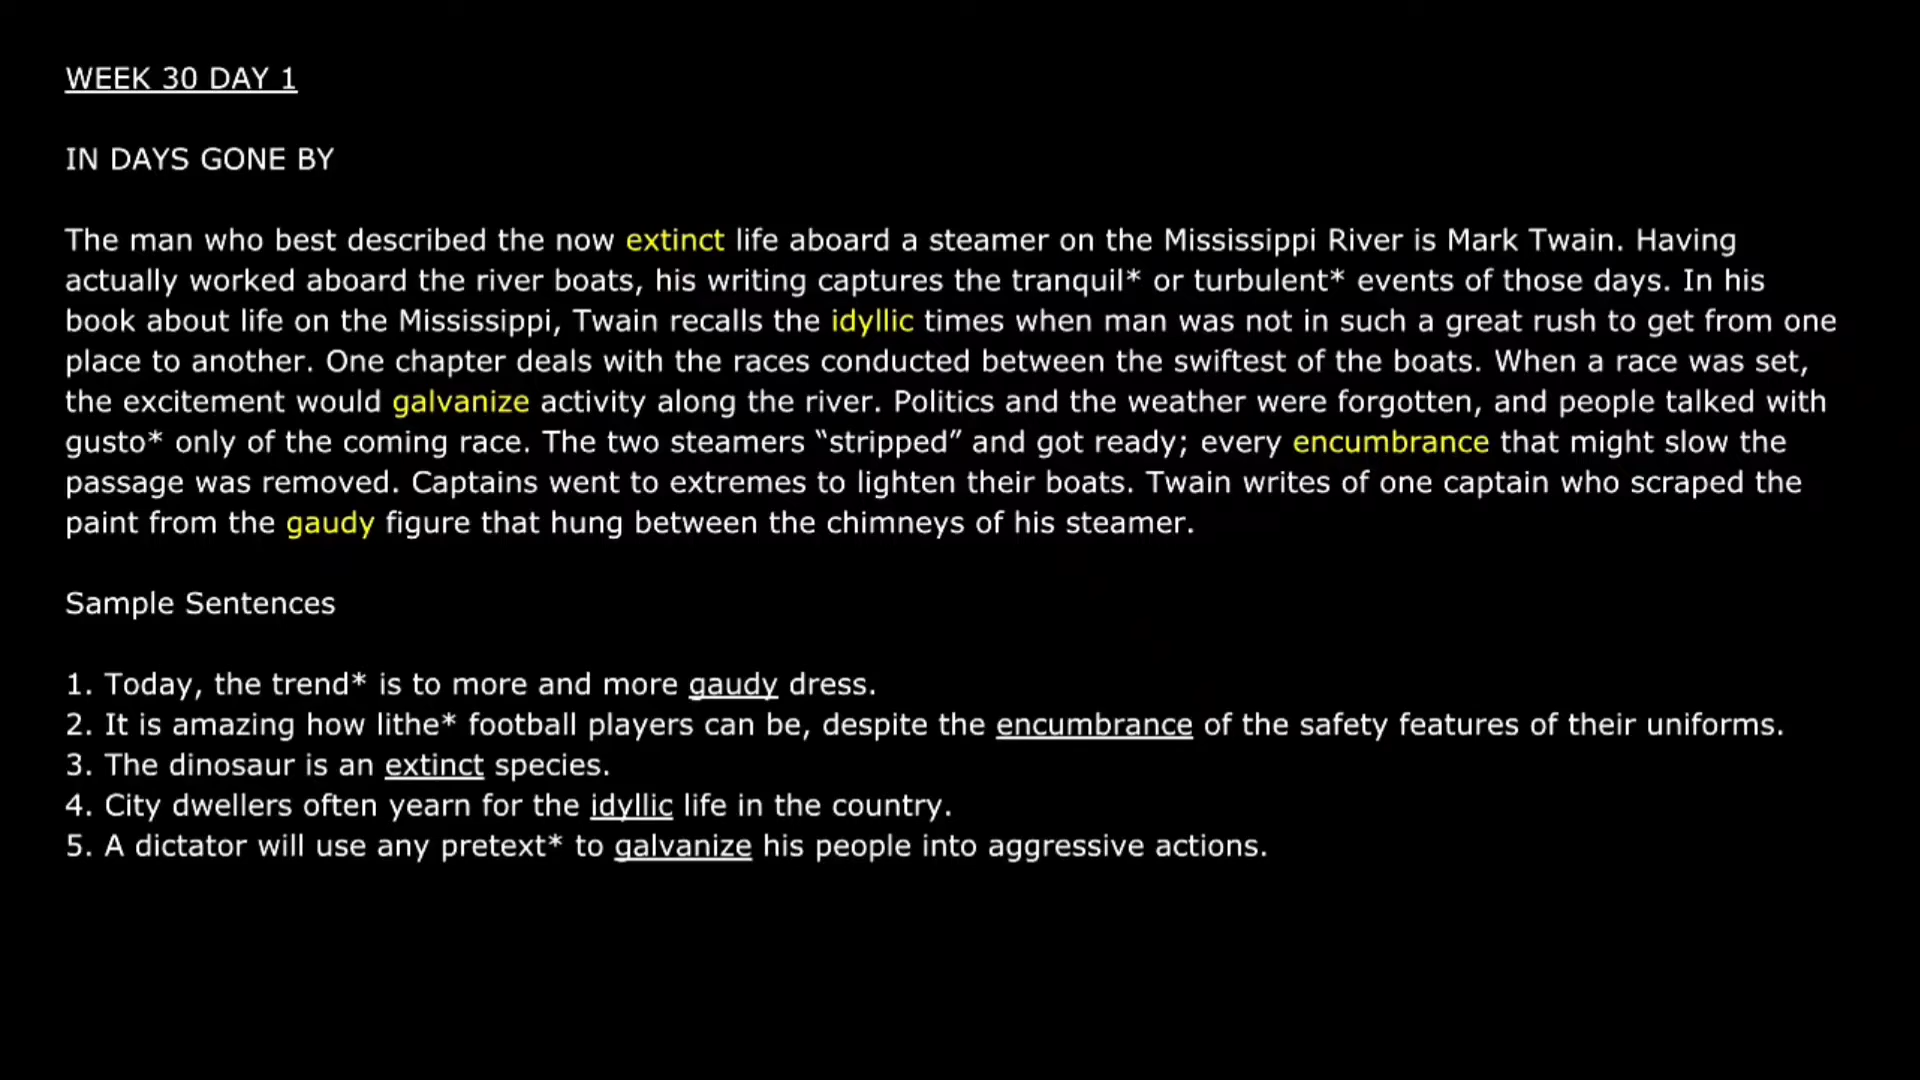 WEEK 30 DAY 1
IN DAYS GONE BY
The man who best described the now extinct life aboard a steamer on the Mississippi River is Mark Twain. Having
actually worked aboard the river boats, his writing captures the tranquil* or turbulent* events of those days. In his
book about life on the Mississippi, Twain recalls the idyllic times when man was not in such a great rush to get from one
place to another. One chapter deals with the races conducted between the swiftest of the boats. When a race was set,
the excitement would galvanize activity along the river. Politics and the weather were forgotten, and people talked with
gusto* only of the coming race. The two steamers “stripped” and got ready; every encumbrance that might slow the
passage was removed. Captains went to extremes to lighten their boats. Twain writes of one captain who scraped the
paint from the gaudy figure that hung between the chimneys of his steamer.
Sample Sentences
1. Today, the trend* is to more and more gaudy dress.
2. It is amazing how lithe* football players can be, despite the encumbrance of the safety features of their uniforms.
3. The dinosaur is an extinct species.
4. City dwellers often yearn for the idyllic life in the country.
5. A dictator will use any pretext* to galvanize his people into aggressive actions.